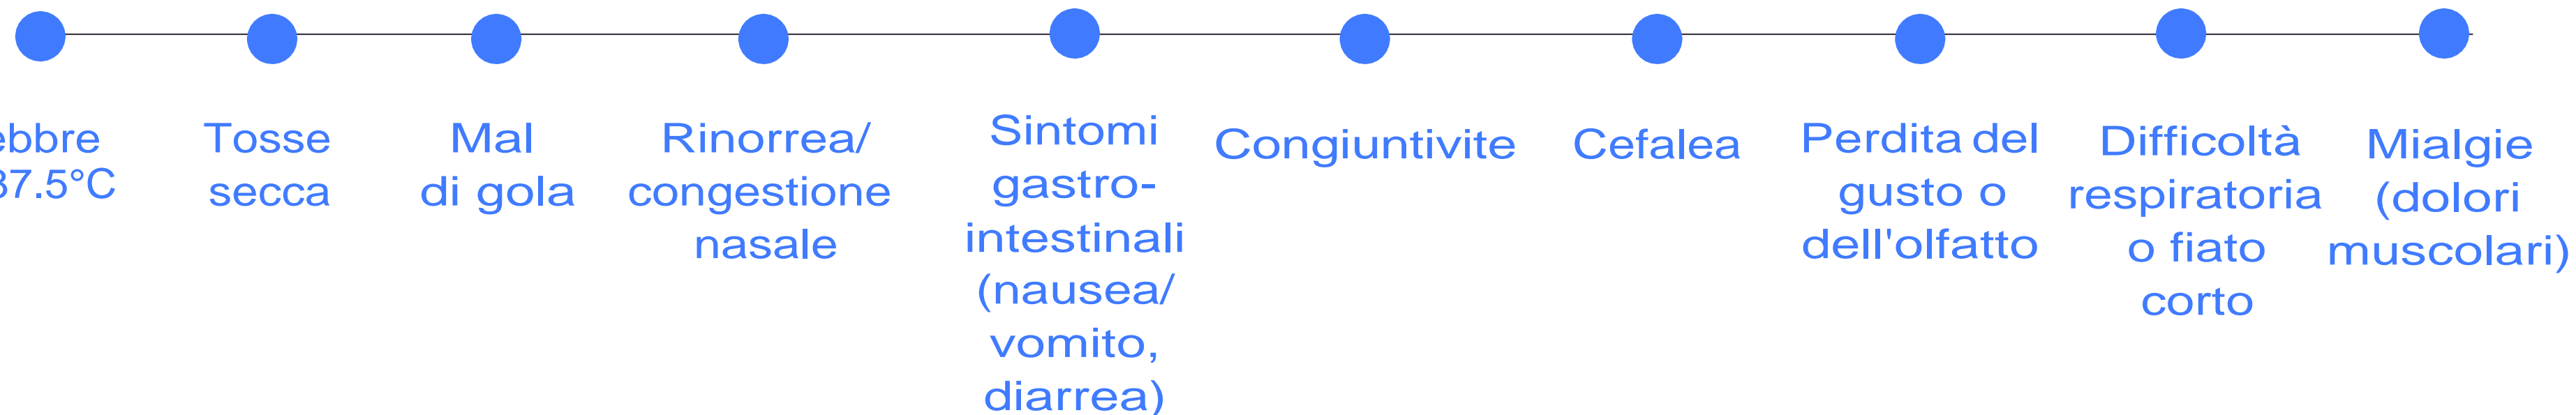 ebbre
37.5°C
Tosse
secca
Mal
di gola
Rinorrea/
congestione
nasale
Sintomi
gastro-
intestinali
(nausea/
vomito,
diarrea)
Congiuntivite
Cefalea
Perdita del
gusto o
dell'olfatto
Difficoltà
respiratoria
o fiato
corto
Mialgie
(dolori
muscolari)